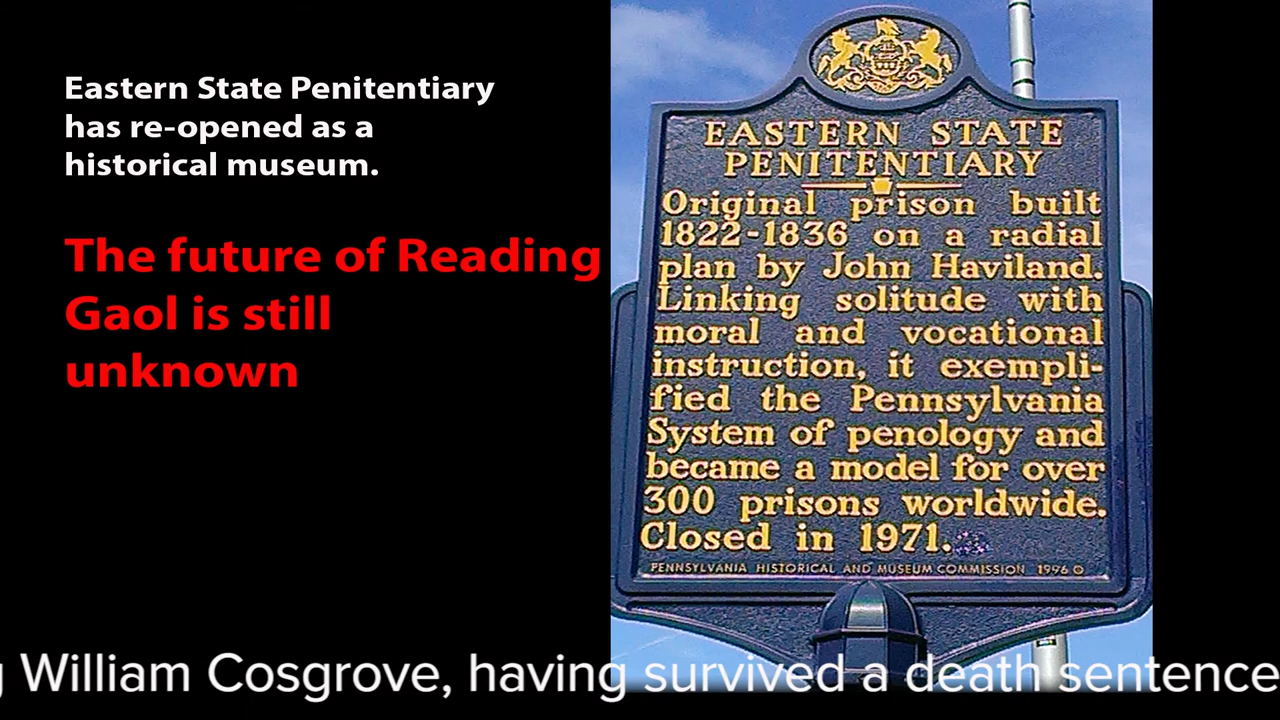 Eastern State Penitentiary
has re-opened as a
historical museum.
The future of Reading
Gaol is still
unknown
EASTERN STATE
PENITENTIARY
Original prison built
1822-1836 on a radial
plan by John Haviland.
Linking solitude with
moral and vocational
instruction, it exempli-
fied the Pennsylvania
System of penology and
became a model for over
300 prisons worldwide.
Closed in 1971.
PENNSYLVANIA HISTORICAL AND MUSEUM COMMISSION 1996 ©
William Cosgrove, having survived a death sentence